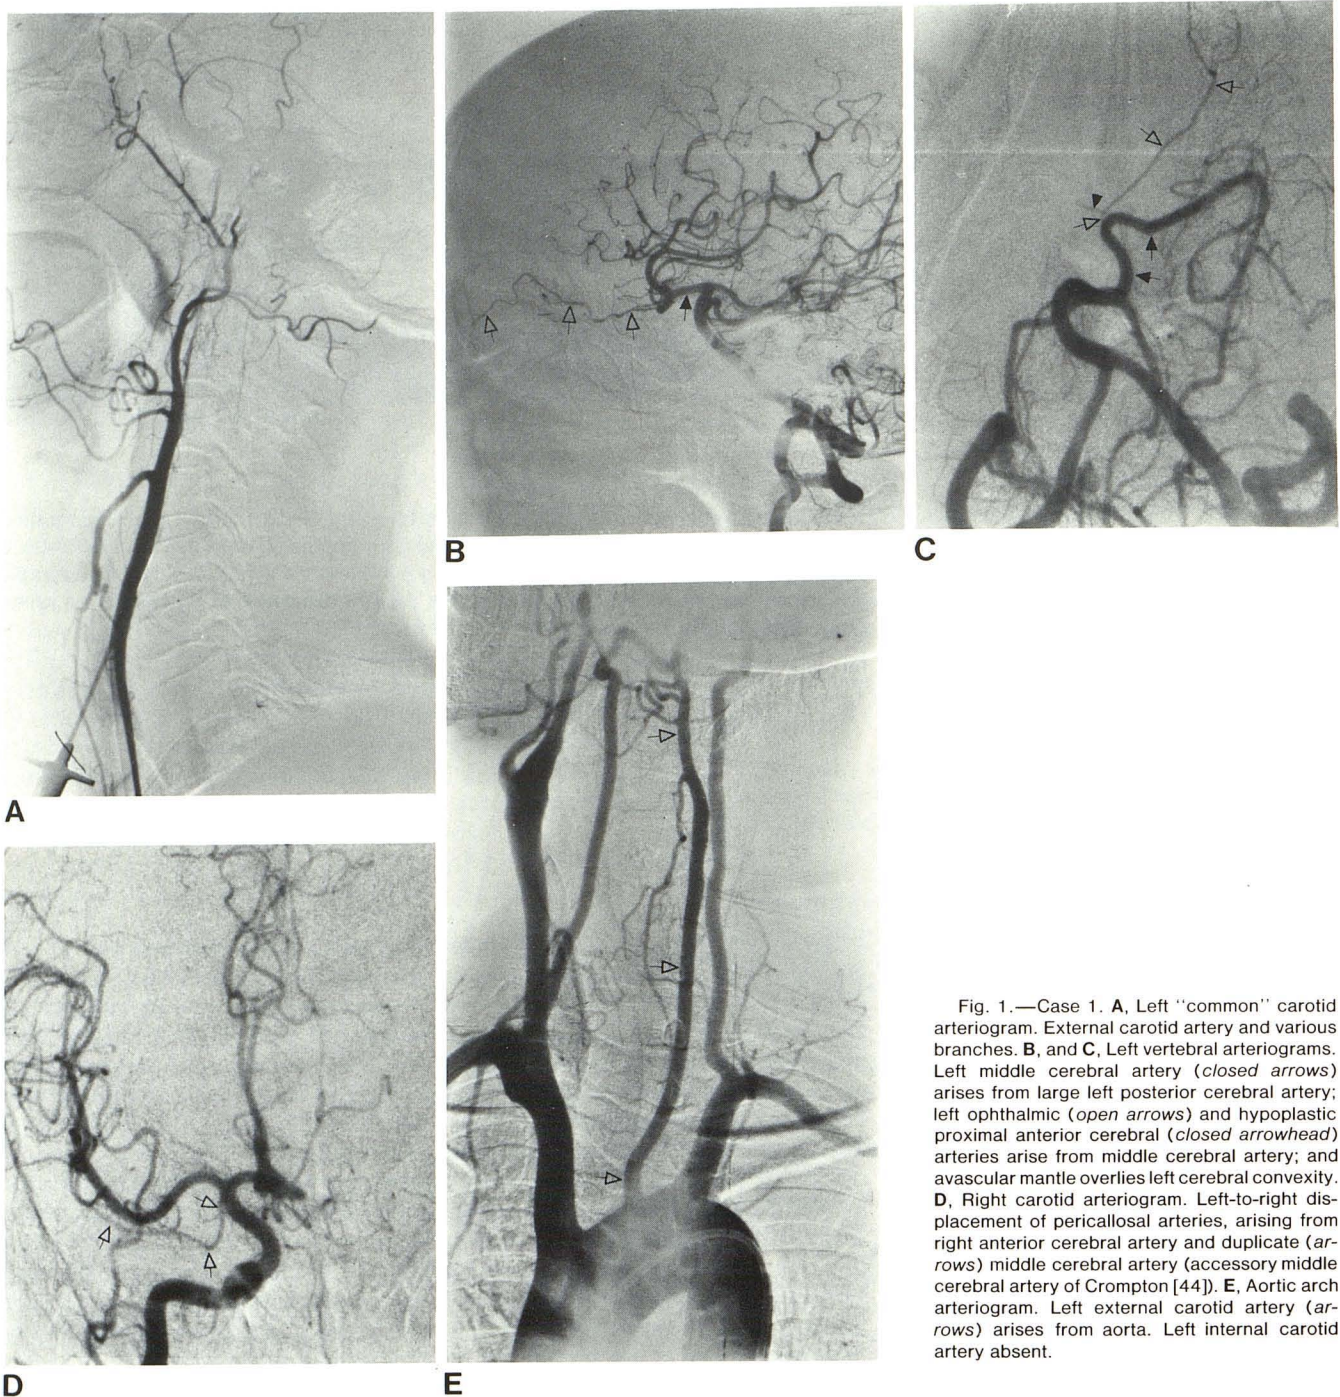 A
B
C
D
E
Fig. 1.—Case 1. A, Left "common" carotid
arteriogram. External carotid artery and various
branches. B, and C, Left vertebral arteriograms.
Left middle cerebral artery (closed arrows)
arises from large left posterior cerebral artery;
left ophthalmic (open arrows) and hypoplastic
proximal anterior cerebral (closed arrowhead)
arteries arise from middle cerebral artery; and
avascular mantle overlies left cerebral convexity.
D, Right carotid arteriogram. Left-to-right dis-
placement of pericallosal arteries, arising from
right anterior cerebral artery and duplicate (ar-
rows) middle cerebral artery (accessory middle
cerebral artery of Crompton [44]). E, Aortic arch
arteriogram. Left external carotid artery (ar-
rows) arises from aorta. Left internal carotid
artery absent.